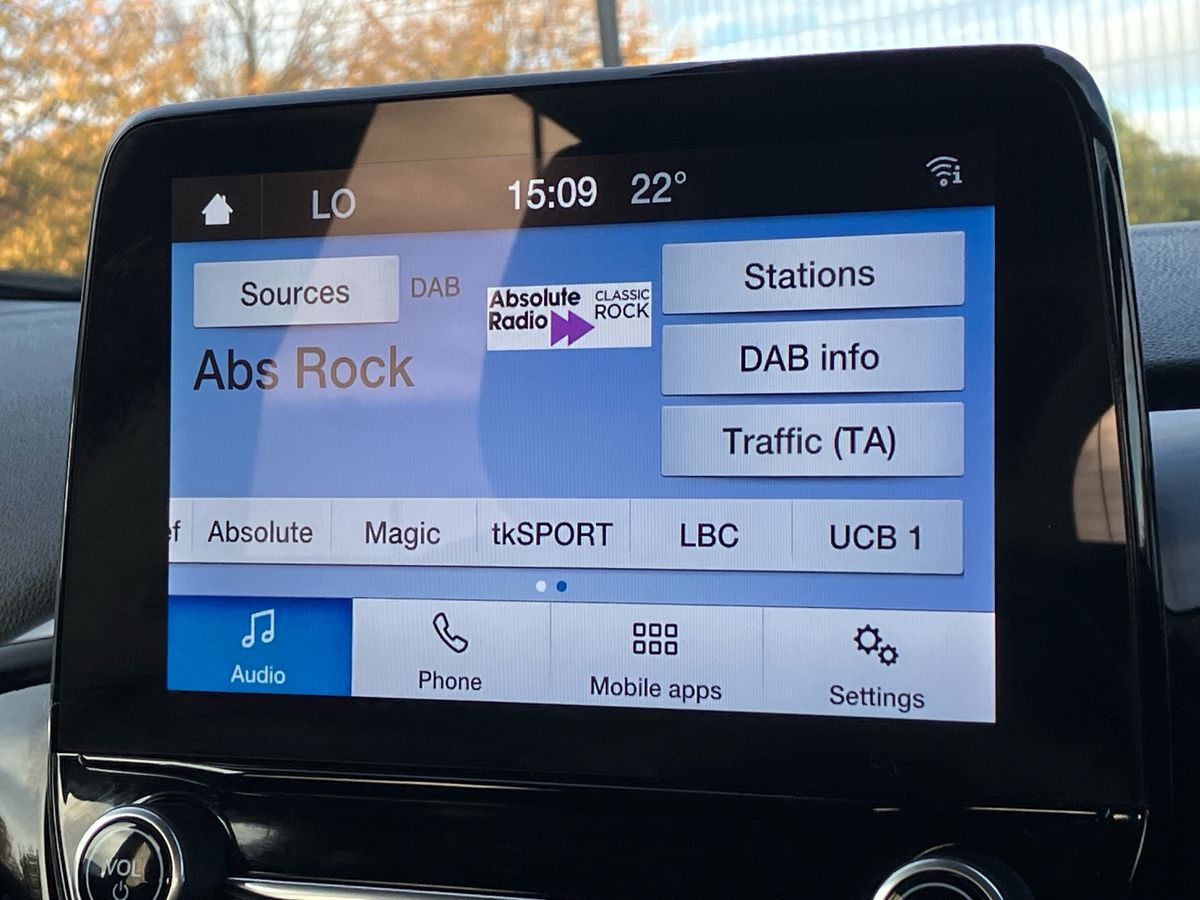 LO 15:09 22°
Sources DAB
Absolute Radio CLASSIC ROCK
Stations
Abs Rock
DAB info
Traffic (TA)
f Absolute Magic tkSPORT LBC UCB 1
Audio Phone Mobile apps Settings
VOL